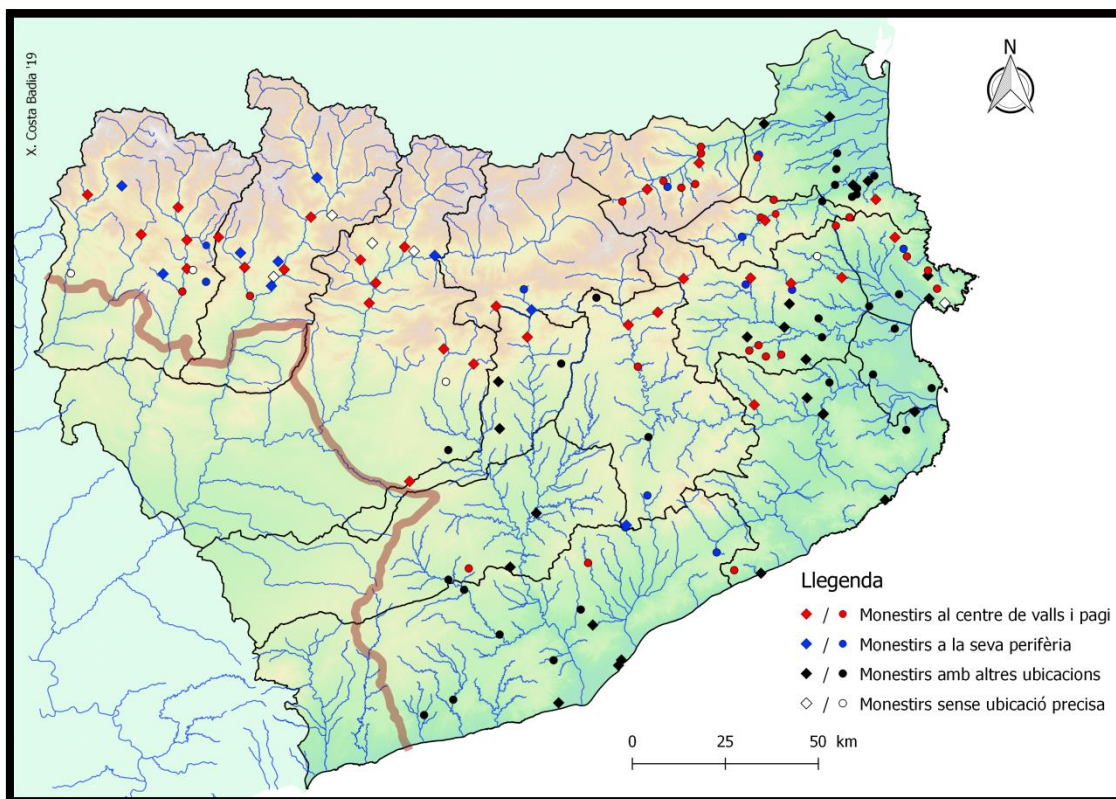 X. Costa Badia '19
N
Llegenda
/ Monestirs al centre de valls i pagi
/ Monestirs a la seva perifèria
/ Monestirs amb altres ubicacions
/ Monestirs sense ubicació precisa
0 25 50 km